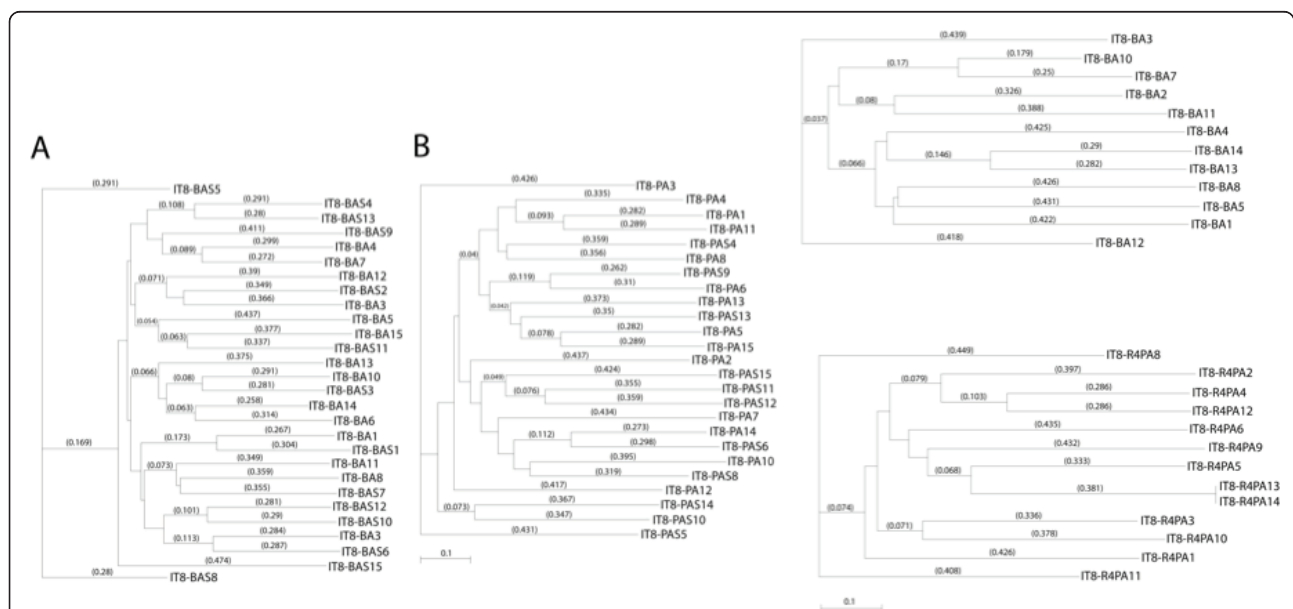 A
(0.291)
IT8-BAS5
(0.291)
IT8-BAS4
(0.108)
(0.28)
IT8-BAS13
(0.411)
IT8-BAS9
(0.299)
IT8-BA4
(0.089)
(0.272)
IT8-BA7
(0.39)
IT8-BA12
(0.071)
(0.349)
IT8-BAS2
(0.366)
IT8-BA3
(0.437)
IT8-BA5
(0.054)
(0.377)
IT8-BA15
(0.063)
(0.337)
IT8-BAS11
(0.375)
IT8-BA13
(0.066)
(0.291)
IT8-BA10
(0.08)
(0.281)
IT8-BAS3
(0.258)
IT8-BA14
(0.063)
(0.314)
IT8-BA6
(0.169)
(0.267)
IT8-BA1
(0.173)
(0.304)
IT8-BAS1
(0.349)
IT8-BA11
(0.073)
(0.359)
IT8-BA8
(0.355)
IT8-BAS7
(0.281)
IT8-BAS12
(0.101)
(0.29)
IT8-BAS10
(0.284)
IT8-BA3
(0.113)
(0.287)
IT8-BAS6
(0.474)
IT8-BAS15
(0.28)
IT8-BAS8
B
(0.426)
IT8-PA3
(0.335)
IT8-PA4
(0.282)
IT8-PA1
(0.093)
(0.289)
IT8-PA11
(0.359)
IT8-PAS4
(0.04)
(0.356)
IT8-PA8
(0.262)
IT8-PAS9
(0.119)
(0.31)
IT8-PA6
(0.373)
IT8-PA13
(0.042)
(0.35)
IT8-PAS13
(0.282)
IT8-PA5
(0.078)
(0.289)
IT8-PA15
(0.437)
IT8-PA2
(0.424)
IT8-PAS15
(0.049)
(0.355)
IT8-PAS11
(0.076)
(0.359)
IT8-PAS12
(0.434)
IT8-PA7
(0.273)
IT8-PA14
(0.112)
(0.298)
IT8-PAS6
(0.395)
IT8-PA10
(0.319)
IT8-PAS8
(0.417)
IT8-PA12
(0.367)
IT8-PAS14
(0.073)
(0.347)
IT8-PAS10
(0.431)
IT8-PAS5
0.1
(0.439)
IT8-BA3
(0.179)
IT8-BA10
(0.17)
(0.25)
IT8-BA7
(0.326)
IT8-BA2
(0.08)
(0.388)
IT8-BA11
(0.037)
(0.425)
IT8-BA4
(0.29)
IT8-BA14
(0.146)
(0.066)
(0.282)
IT8-BA13
(0.426)
IT8-BA8
(0.431)
IT8-BA5
(0.422)
IT8-BA1
(0.418)
IT8-BA12
(0.449)
IT8-R4PA8
(0.397)
IT8-R4PA2
(0.079)
(0.286)
IT8-R4PA4
(0.103)
(0.286)
IT8-R4PA12
(0.435)
IT8-R4PA6
(0.432)
IT8-R4PA9
(0.333)
IT8-R4PA5
(0.068)
(0.381)
IT8-R4PA13
IT8-R4PA14
(0.074)
(0.336)
IT8-R4PA3
(0.071)
(0.378)
IT8-R4PA10
(0.426)
IT8-R4PA1
(0.408)
IT8-R4PA11
0.1